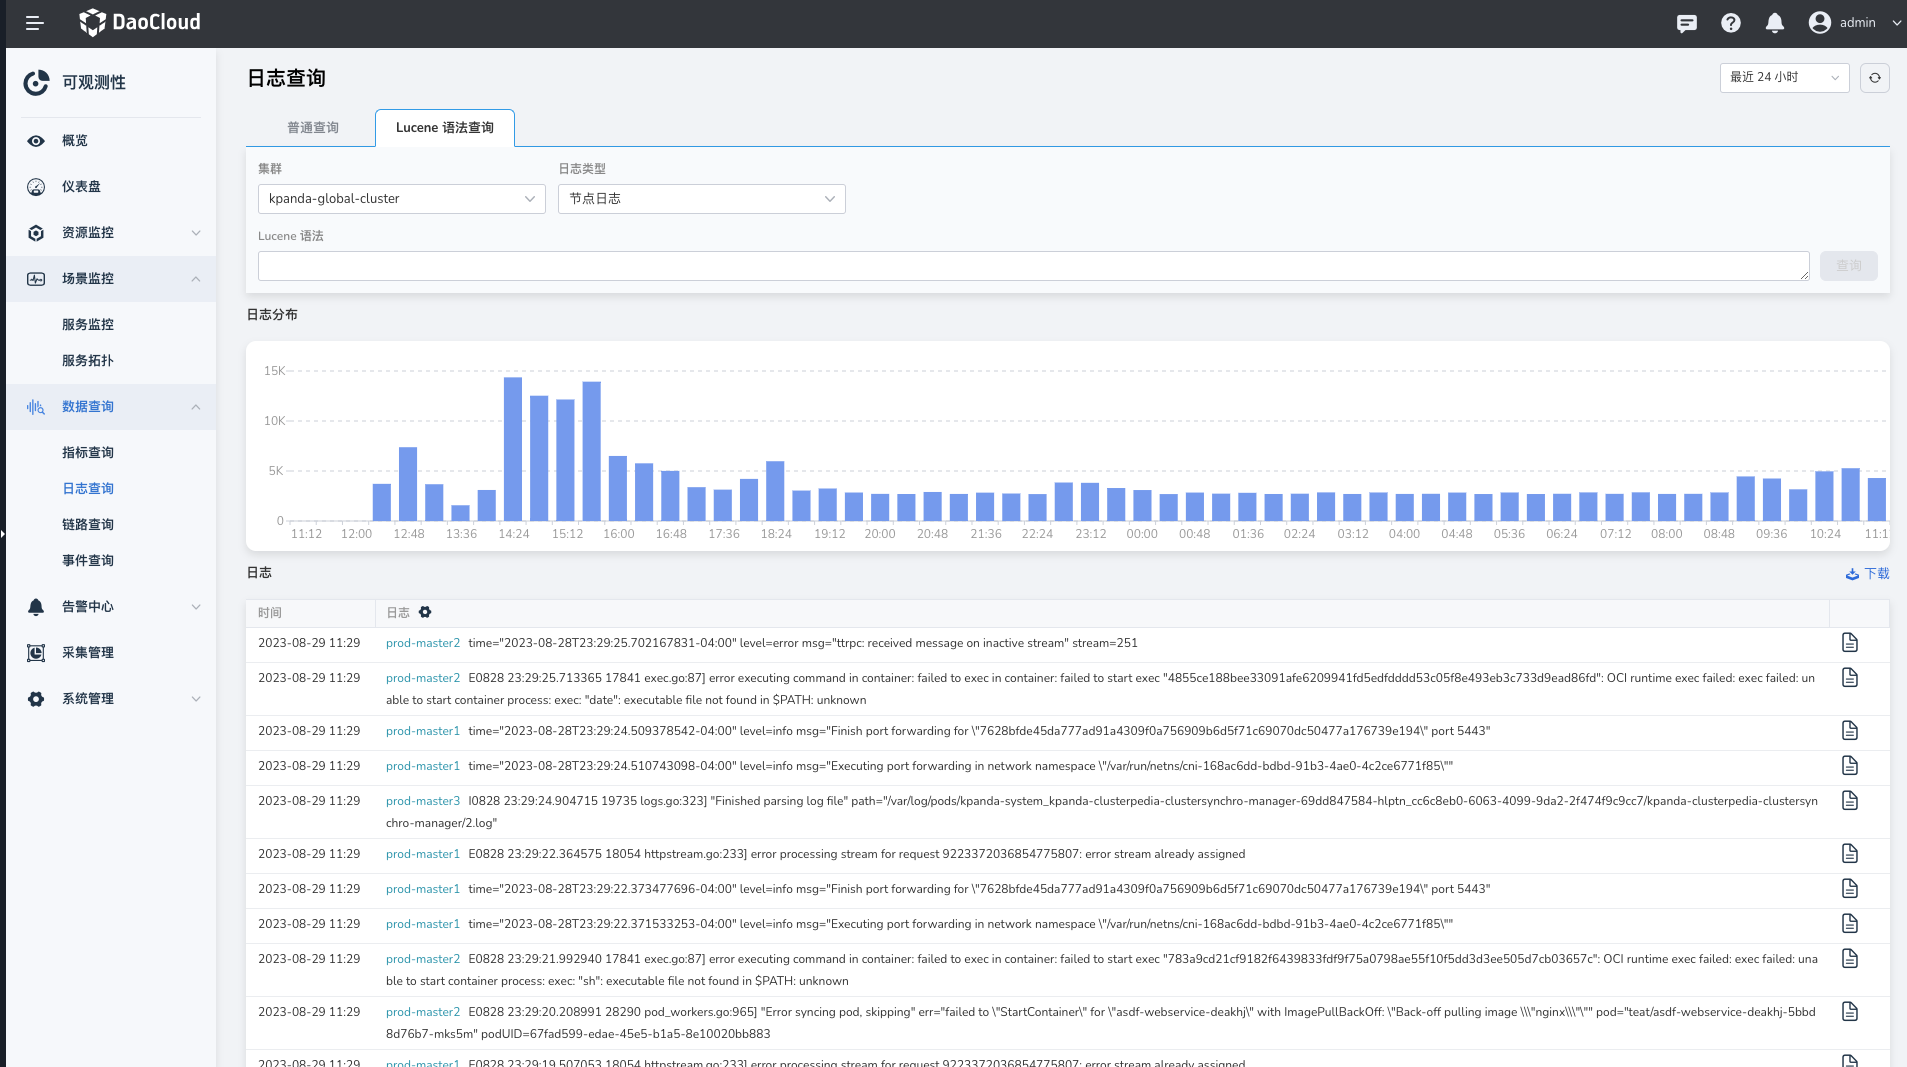 DaoCloud
admin
可观测性
概览
仪表盘
资源监控
场景监控
服务监控
服务拓扑
数据查询
指标查询
日志查询
链路查询
事件查询
告警中心
采集管理
系统管理
日志查询
最近 24 小时
普通查询
Lucene 语法查询
集群
日志类型
kpanda-global-cluster
节点日志
Lucene 语法
查询
日志分布
15K
10K
5K
0
11:12 12:00 12:48 13:36 14:24 15:12 16:00 16:48 17:36 18:24 19:12 20:00 20:48 21:36 22:24 23:12 00:00 00:48 01:36 02:24 03:12 04:00 04:48 05:36 06:24 07:12 08:00 08:48 09:36 10:24 11:1
日志
下载
时间 日志
2023-08-29 11:29 prod-master2 time="2023-08-28T23:29:25.702167831-04:00" level=error msg="ttrpc: received message on inactive stream" stream=251
2023-08-29 11:29 prod-master2 E0828 23:29:25.713365 17841 exec.go:87] error executing command in container: failed to exec in container: failed to start exec "4855ce188bee33091afe6209941fd5edfdddd53c05f8e493eb3c733d9ead86fd": OCI runtime exec failed: exec failed: un
able to start container process: exec: "date": executable file not found in $PATH: unknown
2023-08-29 11:29 prod-master1 time="2023-08-28T23:29:24.509378542-04:00" level=info msg="Finish port forwarding for \"7628bfde45da777ad91a4309f0a756909b6d5f71c69070dc50477a176739e194\" port 5443"
2023-08-29 11:29 prod-master1 time="2023-08-28T23:29:24.510743098-04:00" level=info msg="Executing port forwarding in network namespace \"/var/run/netns/cni-168ac6dd-bdbd-91b3-4ae0-4c2ce6771f85\""
2023-08-29 11:29 prod-master3 I0828 23:29:24.904715 19735 logs.go:323] "Finished parsing log file" path="/var/log/pods/kpanda-system_kpanda-clusterpedia-clustersynchro-manager-69dd847584-hlptn_cc6c8eb0-6063-4099-9da2-2f474f9c9cc7/kpanda-clusterpedia-clustersyn
chro-manager/2.log"
2023-08-29 11:29 prod-master1 E0828 23:29:22.364575 18054 httpstream.go:233] error processing stream for request 9223372036854775807: error stream already assigned
2023-08-29 11:29 prod-master1 time="2023-08-28T23:29:22.373477696-04:00" level=info msg="Finish port forwarding for \"7628bfde45da777ad91a4309f0a756909b6d5f71c69070dc50477a176739e194\" port 5443"
2023-08-29 11:29 prod-master1 time="2023-08-28T23:29:22.371533253-04:00" level=info msg="Executing port forwarding in network namespace \"/var/run/netns/cni-168ac6dd-bdbd-91b3-4ae0-4c2ce6771f85\""
2023-08-29 11:29 prod-master2 E0828 23:29:21.992940 17841 exec.go:87] error executing command in container: failed to exec in container: failed to start exec "783a9cd21cf9182f6439833fdf9f75a0798ae55f10f5dd3d3ee505d7cb03657c": OCI runtime exec failed: exec failed: una
ble to start container process: exec: "sh": executable file not found in $PATH: unknown
2023-08-29 11:29 prod-master2 E0828 23:29:20.208991 28290 pod_workers.go:965] "Error syncing pod, skipping" err="failed to \"StartContainer\" for \"asdf-webservice-deakhj\" with ImagePullBackOff: \"Back-off pulling image \\\"nginx\\\"\"" pod="teat/asdf-webservice-deakhj-5bbd
8d76b7-mks5m" podUID=67fad599-edae-45e5-b1a5-8e10020bb883
2023-08-29 11:29 prod-master1 E0828 23:29:19.507053 18054 httpstream.go:233] error processing stream for request 9223372036854775807: error stream already assigned